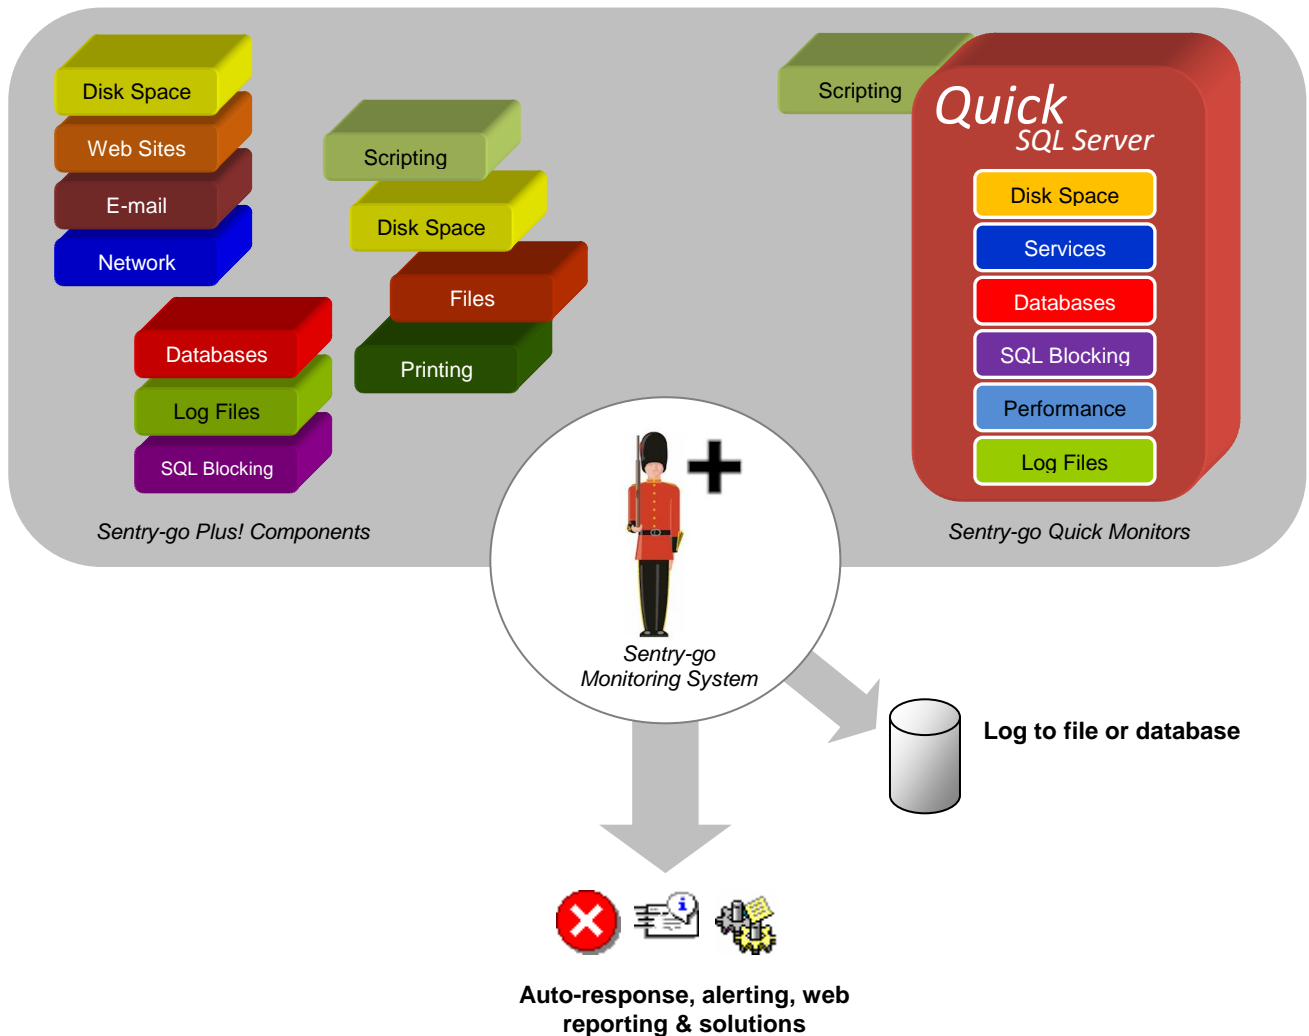 Disk Space
Web Sites
E-mail
Network
Scripting
Disk Space
Files
Printing
Databases
Log Files
SQL Blocking
Sentry-go Plus! Components
Scripting
Quick
SQL Server
Disk Space
Services
Databases
SQL Blocking
Performance
Log Files
Sentry-go Quick Monitors
Sentry-go
Monitoring System
Log to file or database
i
Auto-response, alerting, web
reporting & solutions